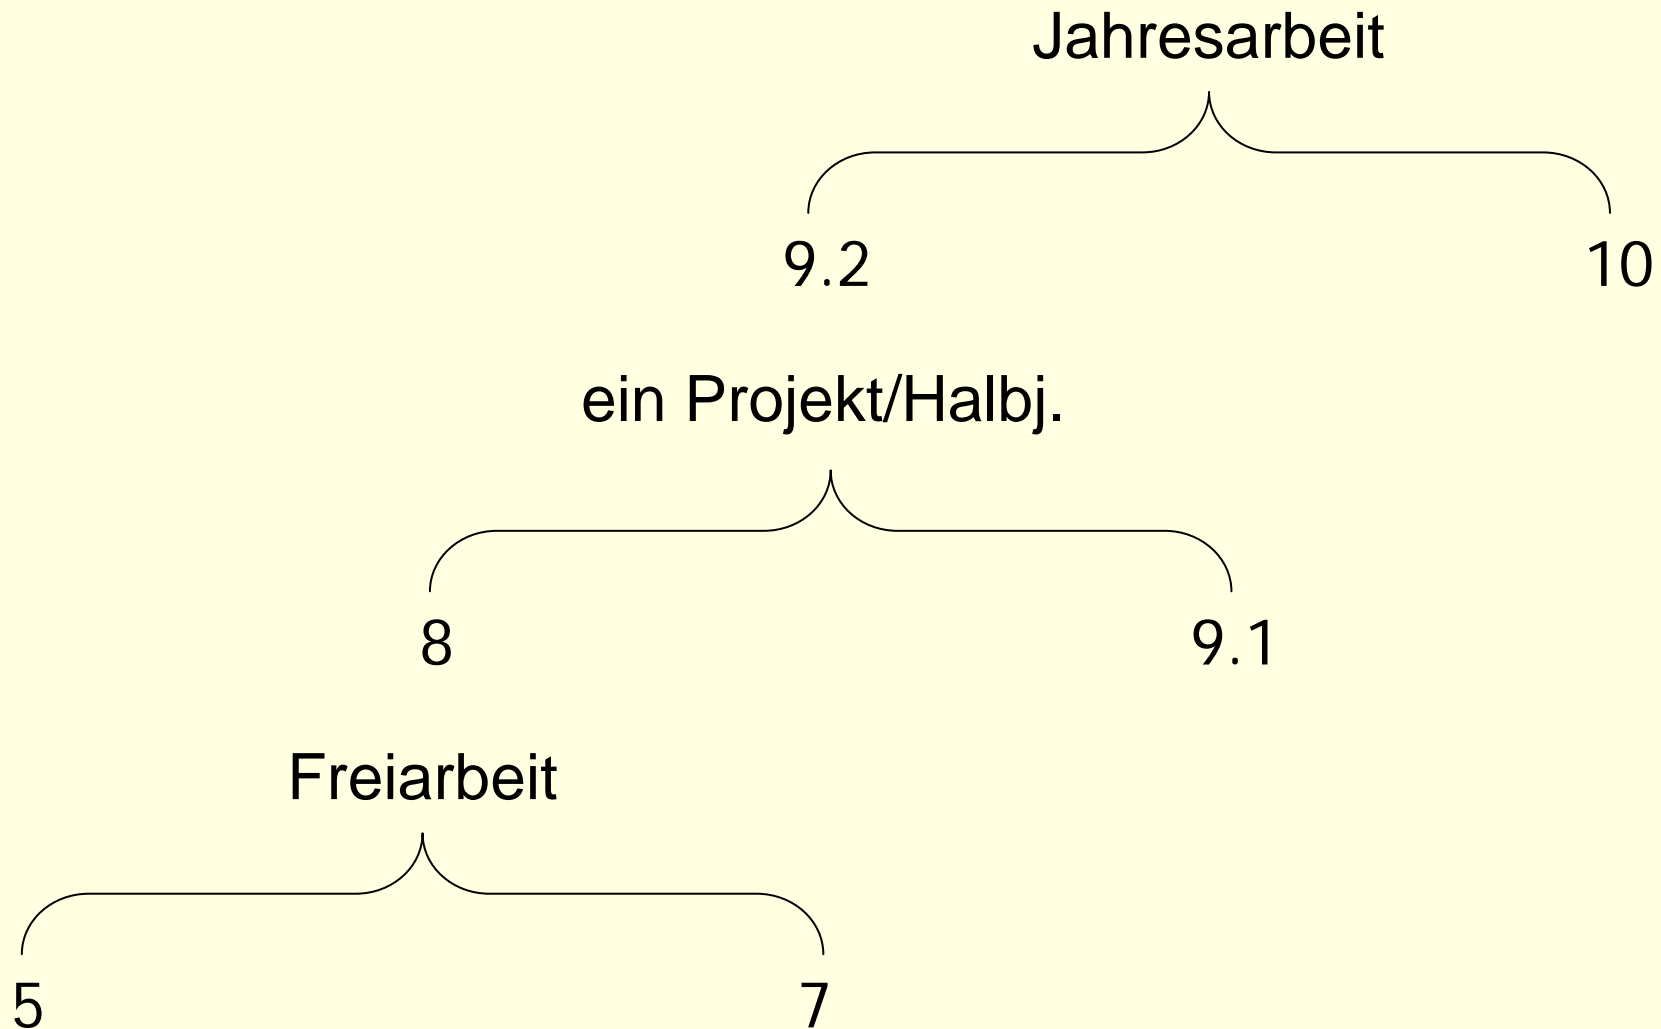 Jahresarbeit
9.2 10
ein Projekt/Halbj.
8 9.1
Freiarbeit
5 7